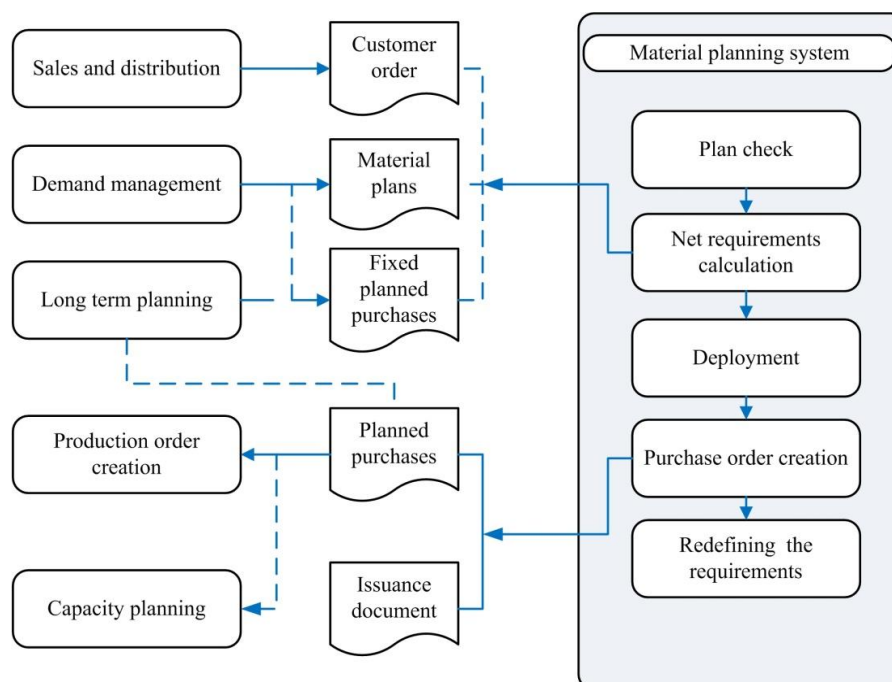 Sales and distribution
Customer
order
Material planning system
Plan check
Demand management
Material
plans
Net requirements
calculation
Long term planning
Fixed
planned
purchases
Deployment
Production order
creation
Planned
purchases
Purchase order creation
Redefining the
requirements
Capacity planning
Issuance
document